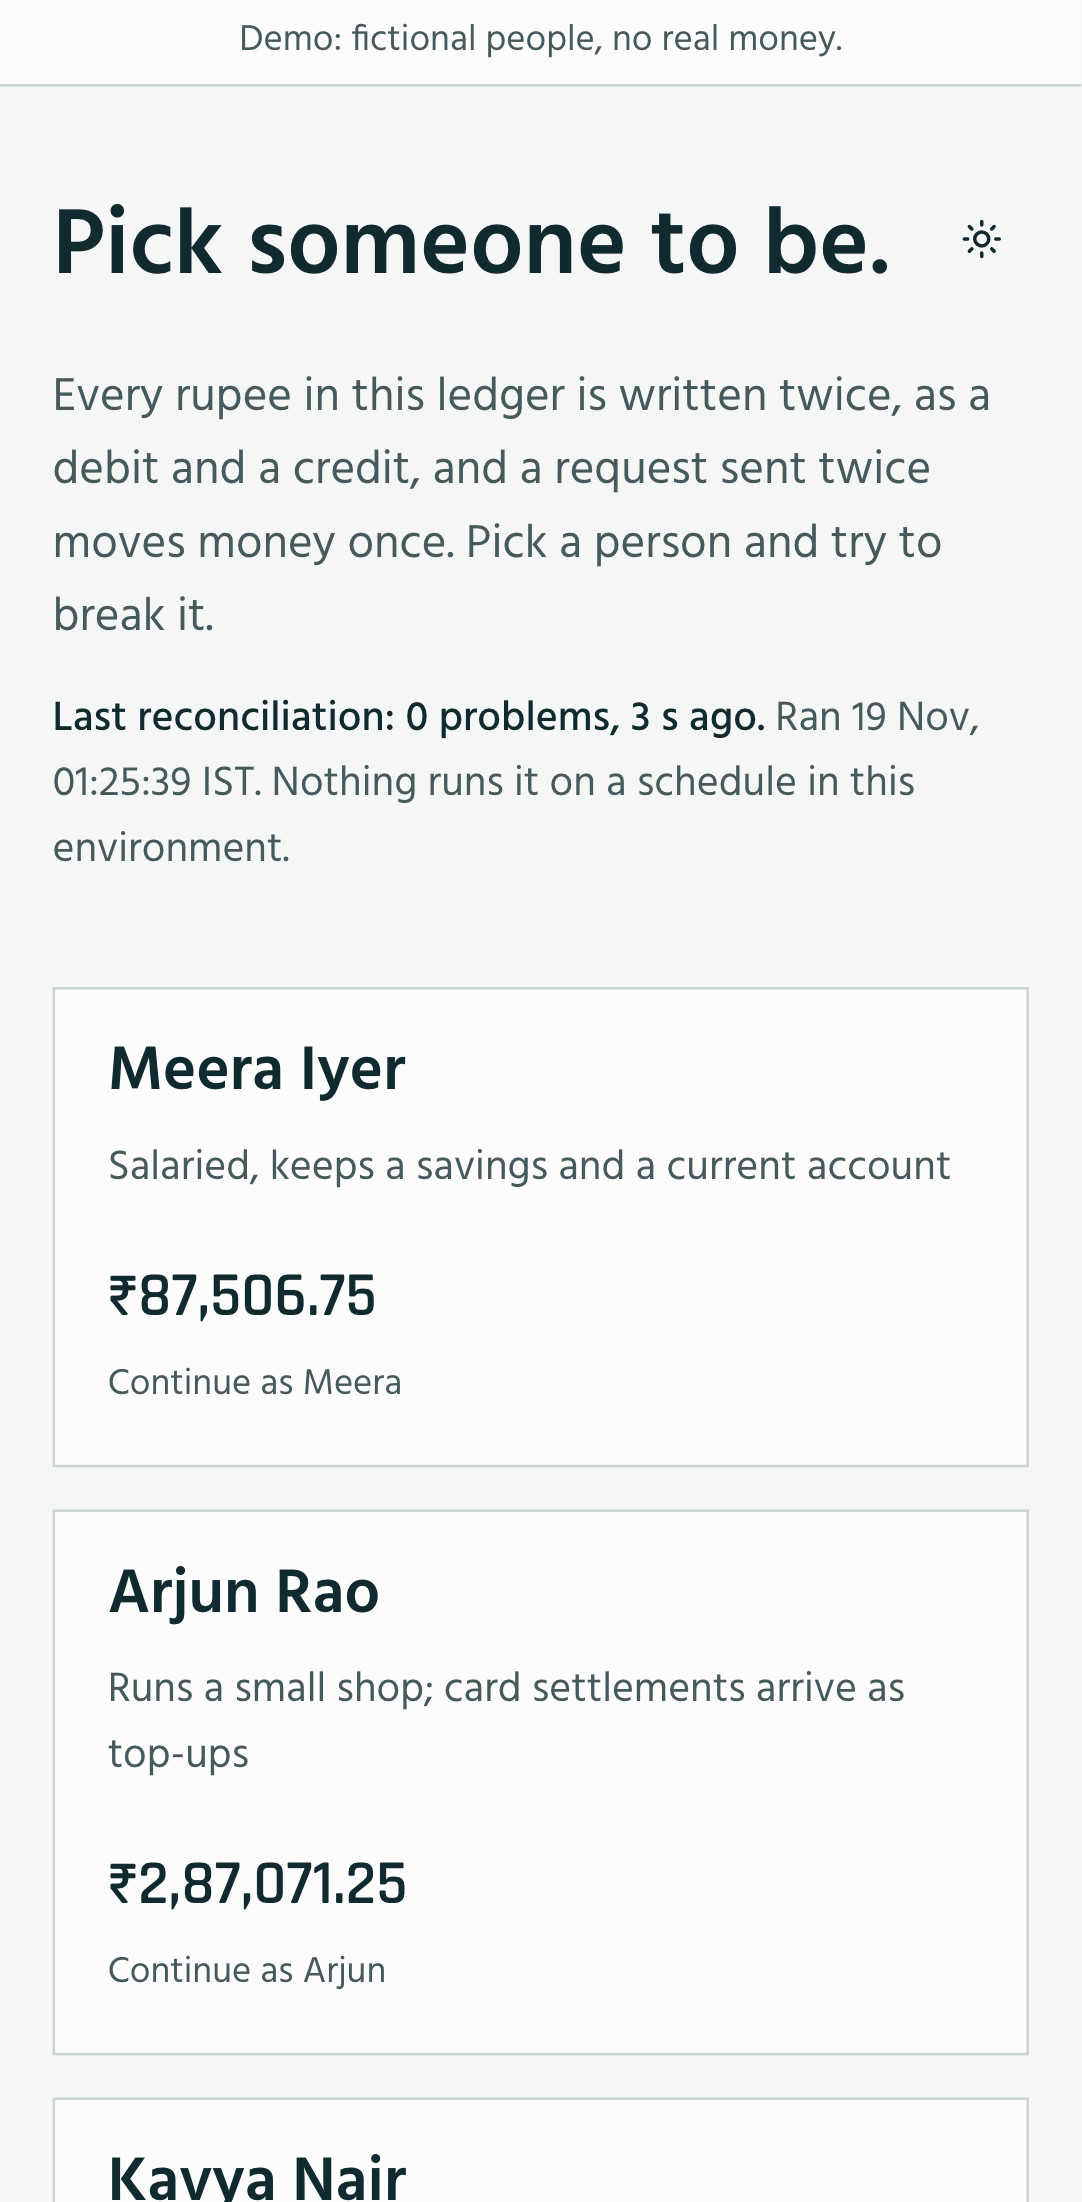 Demo: fictional people, no real money.
Pick someone to be.
Every rupee in this ledger is written twice, as a
debit and a credit, and a request sent twice
moves money once. Pick a person and try to
break it.
Last reconciliation: 0 problems, 3 s ago. Ran 19 Nov,
01:25:39 IST. Nothing runs it on a schedule in this
environment.
Meera Iyer
Salaried, keeps a savings and a current account
₹87,506.75
Continue as Meera
Arjun Rao
Runs a small shop; card settlements arrive as
top-ups
₹2,87,071.25
Continue as Arjun
Kavya Nair